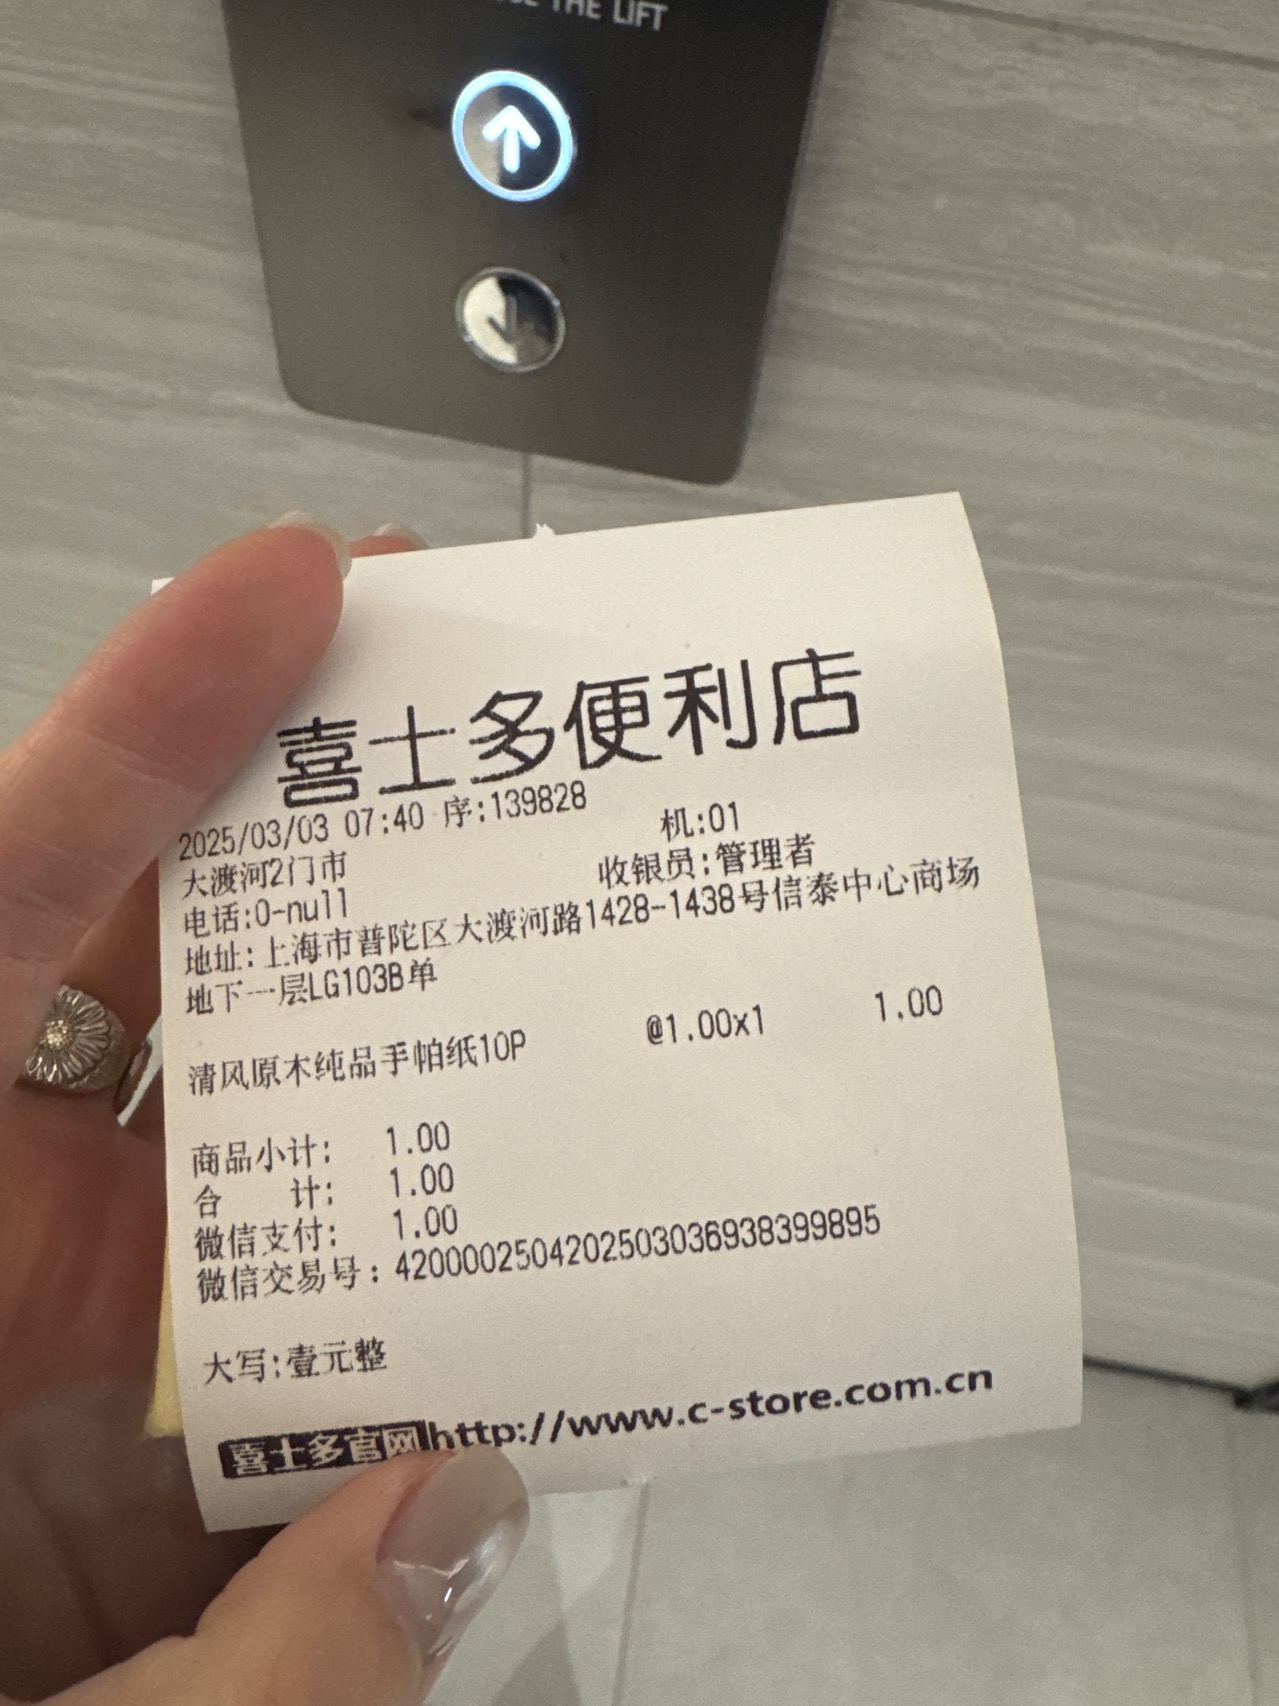 THE LIFT
喜士多便利店
2025/03/03 07:40 序:139828 机:01
大渡河2门市 收银员:管理者
电话:0-null
地址:上海市普陀区大渡河路1428-1438号信泰中心商场
地下一层LG103B单
清风原木纯品手帕纸10P @1.00x1 1.00
商品小计: 1.00
合 计: 1.00
微信支付: 1.00
微信交易号:4200002504202503036938399895
大写:壹元整
喜士多官网http://www.c-store.com.cn